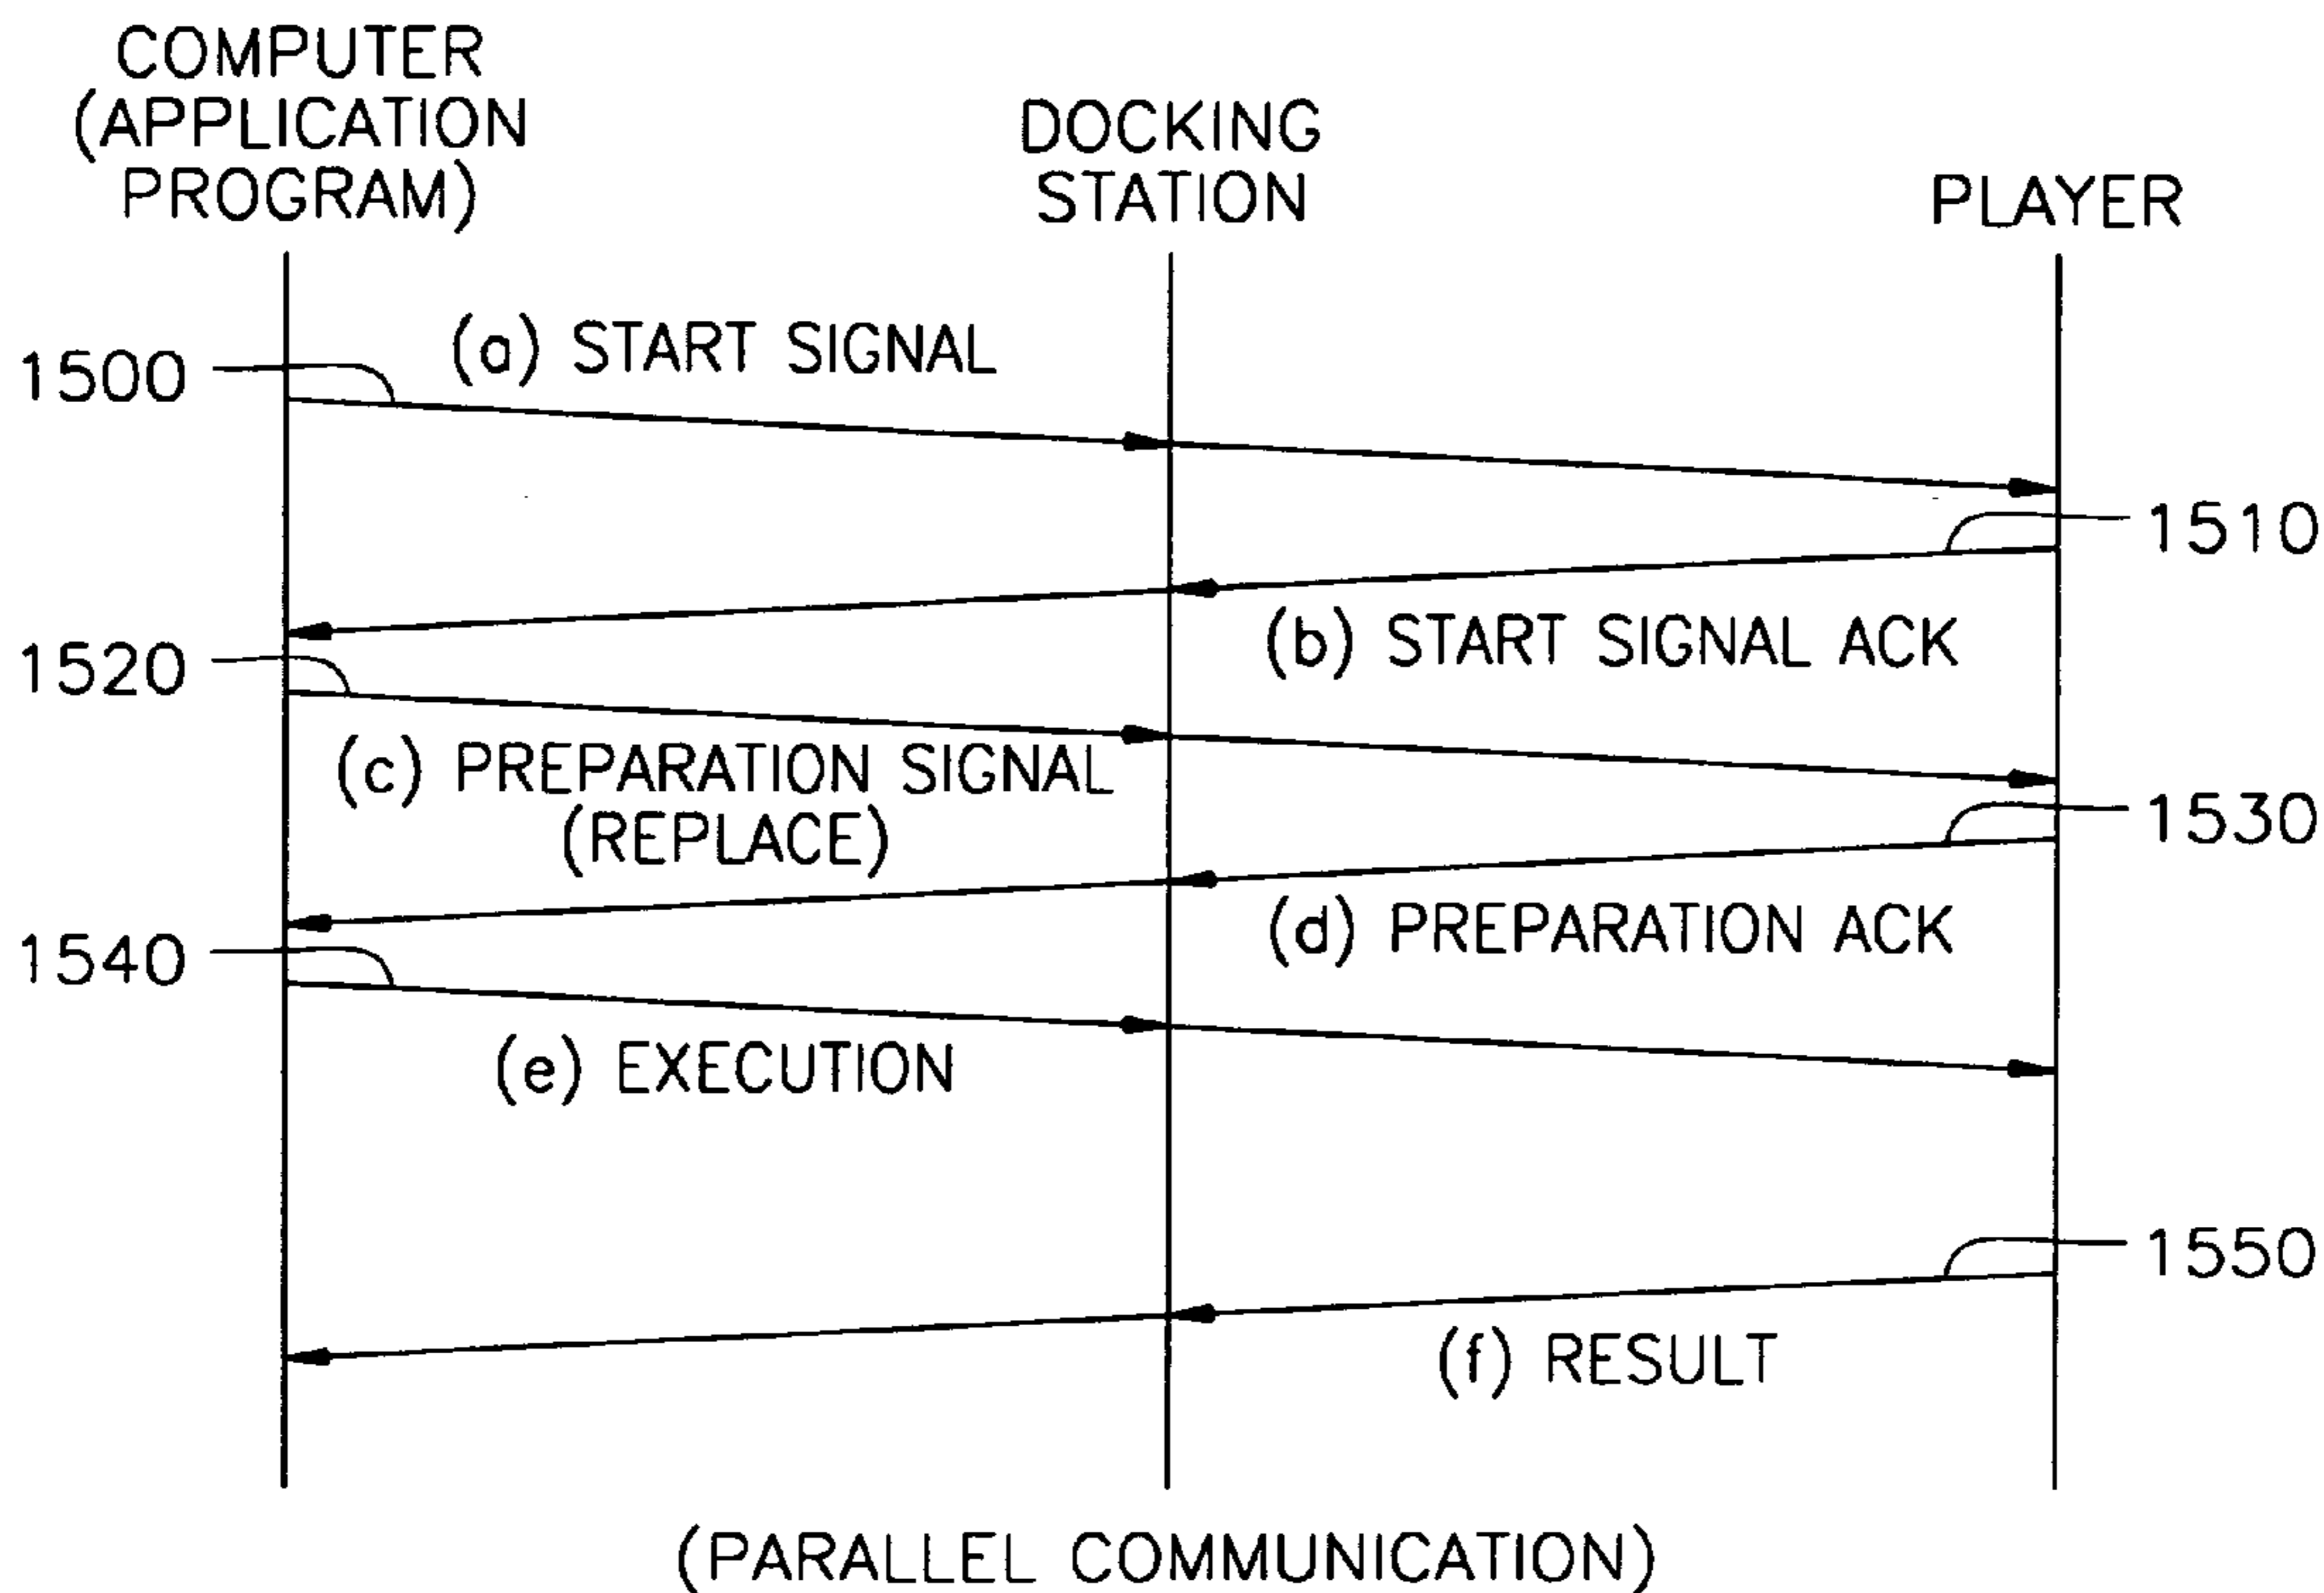 COMPUTER
(APPLICATION
PROGRAM)
DOCKING
STATION
PLAYER
1500
(a) START SIGNAL
1510
(b) START SIGNAL ACK
1520
(c) PREPARATION SIGNAL
(REPLACE)
1530
(d) PREPARATION ACK
1540
(e) EXECUTION
1550
(f) RESULT
(PARALLEL COMMUNICATION)